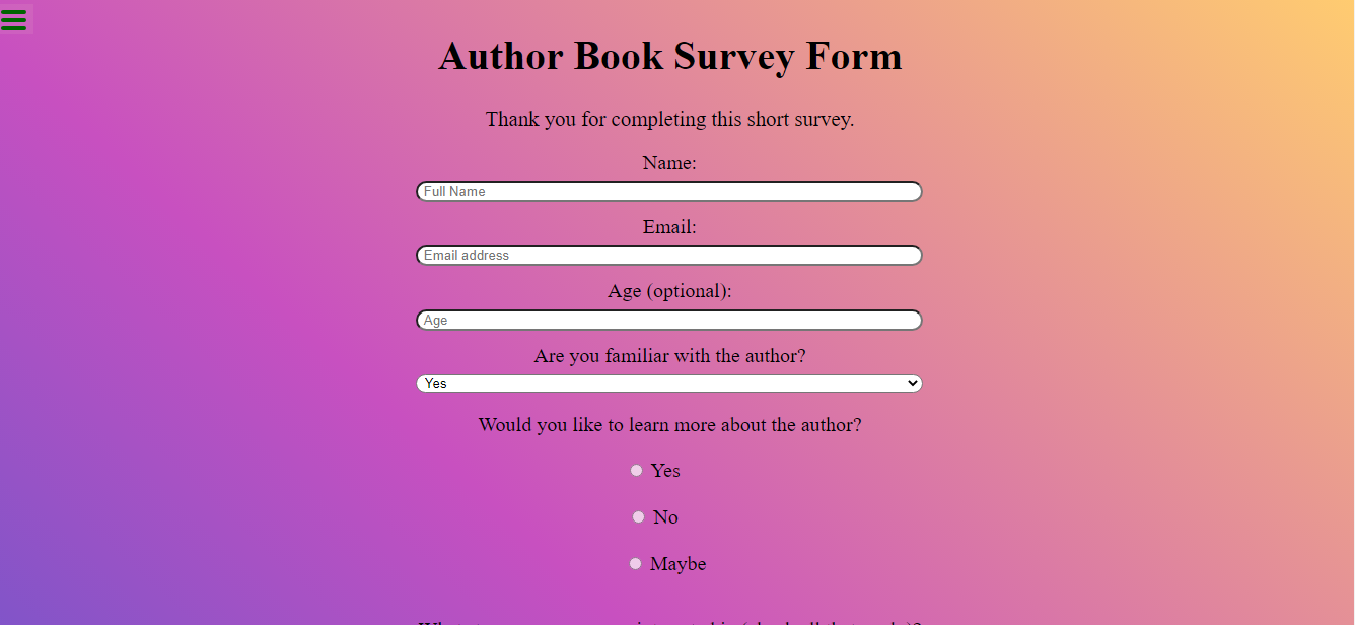 Author Book Survey Form
Thank you for completing this short survey.
Name:
Full Name
Email:
Email address
Age (optional):
Age
Are you familiar with the author?
Yes
Would you like to learn more about the author?
Yes
No
Maybe